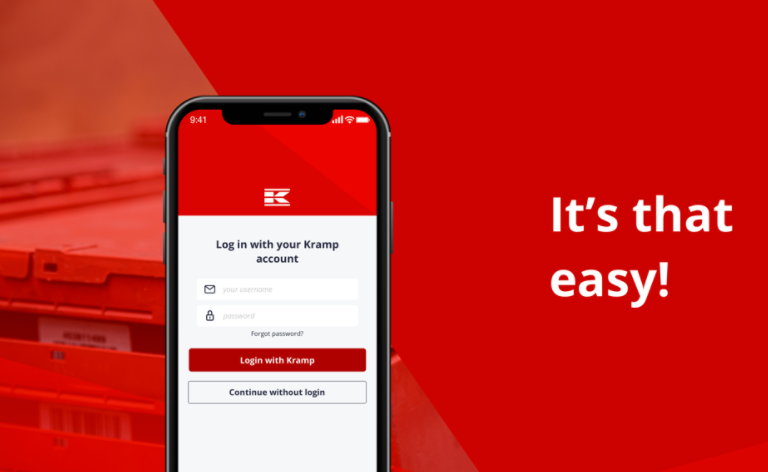 9:41
K
Log in with your Kramp
account
your username
password
Forgot password?
Login with Kramp
Continue without login
It’s that
easy!